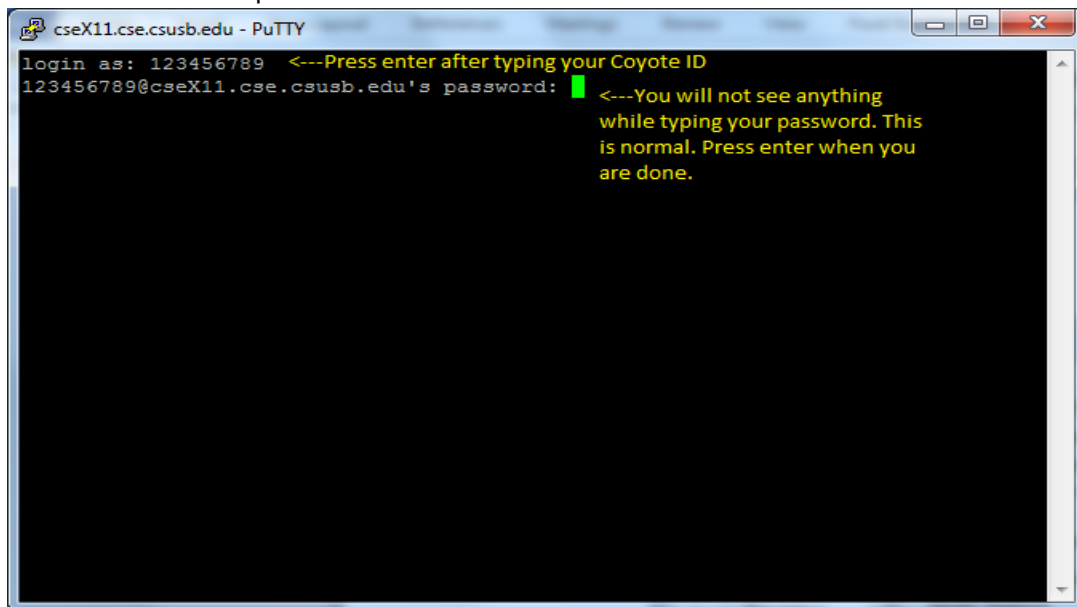 cseX11.cse.csusb.edu - PuTTY
login as: 123456789 <---Press enter after typing your Coyote ID
123456789@cseX11.cse.csusb.edu's password: <---You will not see anything
while typing your password. This
is normal. Press enter when you
are done.